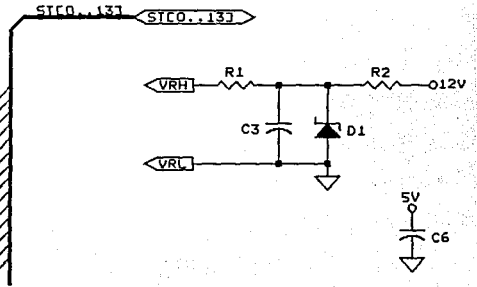 ST[0..13] ST[0..13]
R1 R2
VRH 12V
C3 D1
VRL
5V
C6